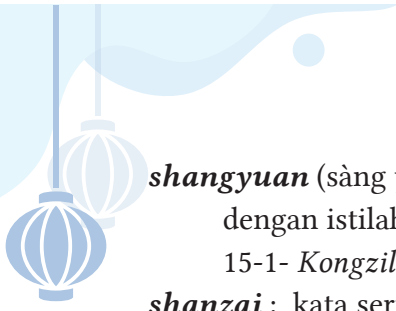 shangyuan (sàng
dengan istilah
15-1- Kongzil
shanzai : kata ser